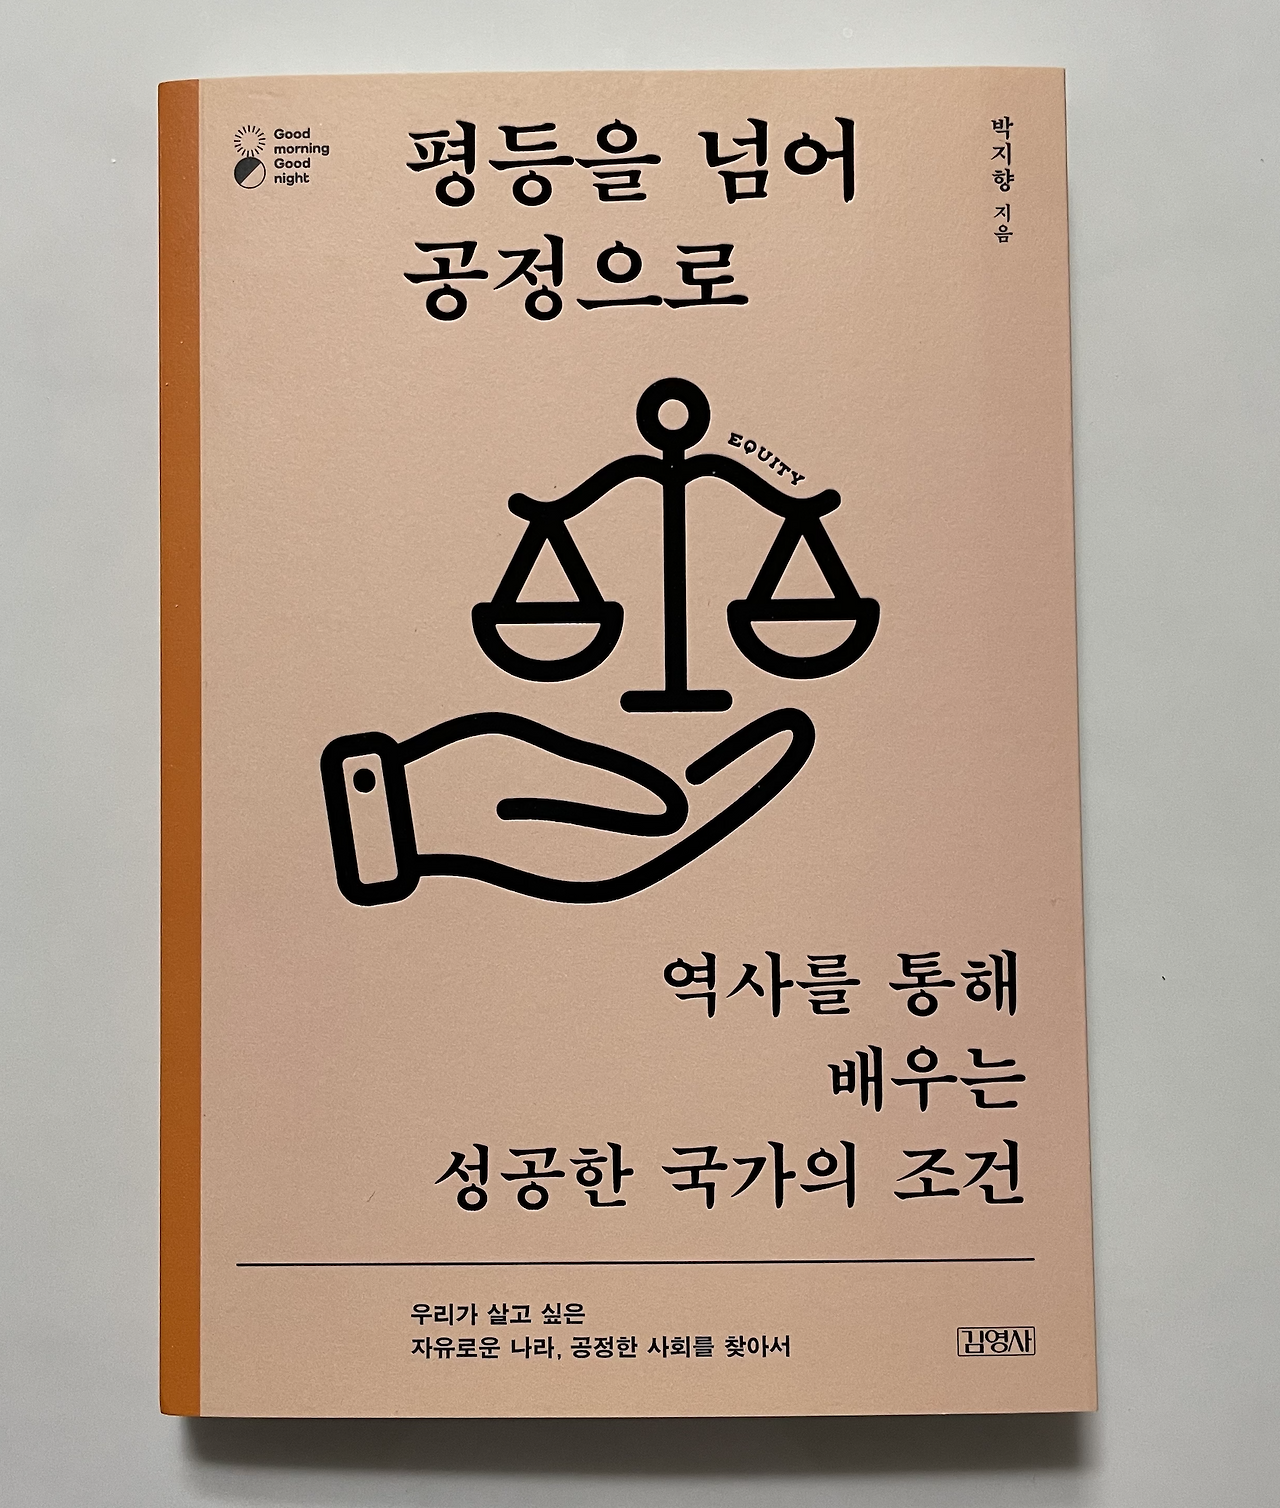 Good
morning
Good
night
평등을 넘어
공정으로
박지향 지음
EQUITY
역사를 통해
배우는
성공한 국가의 조건
우리가 살고 싶은
자유로운 나라, 공정한 사회를 찾아서
김영사